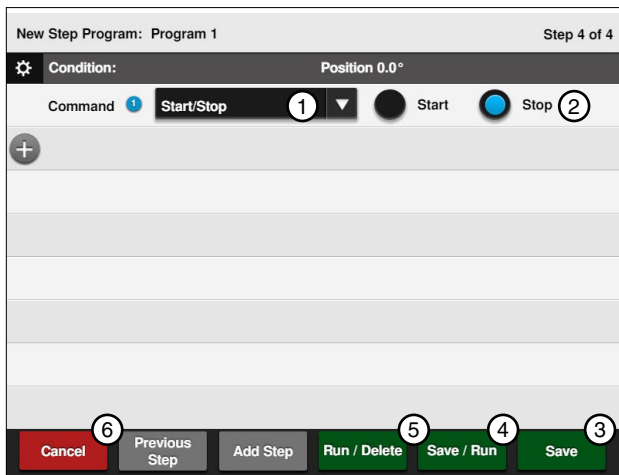 New Step Program: Program 1 Step 4 of 4
Condition: Position 0.0°
Command 1 Start/Stop 1 Start Stop 2
6 5 4 3
Cancel Previous Step Add Step Run / Delete Save / Run Save